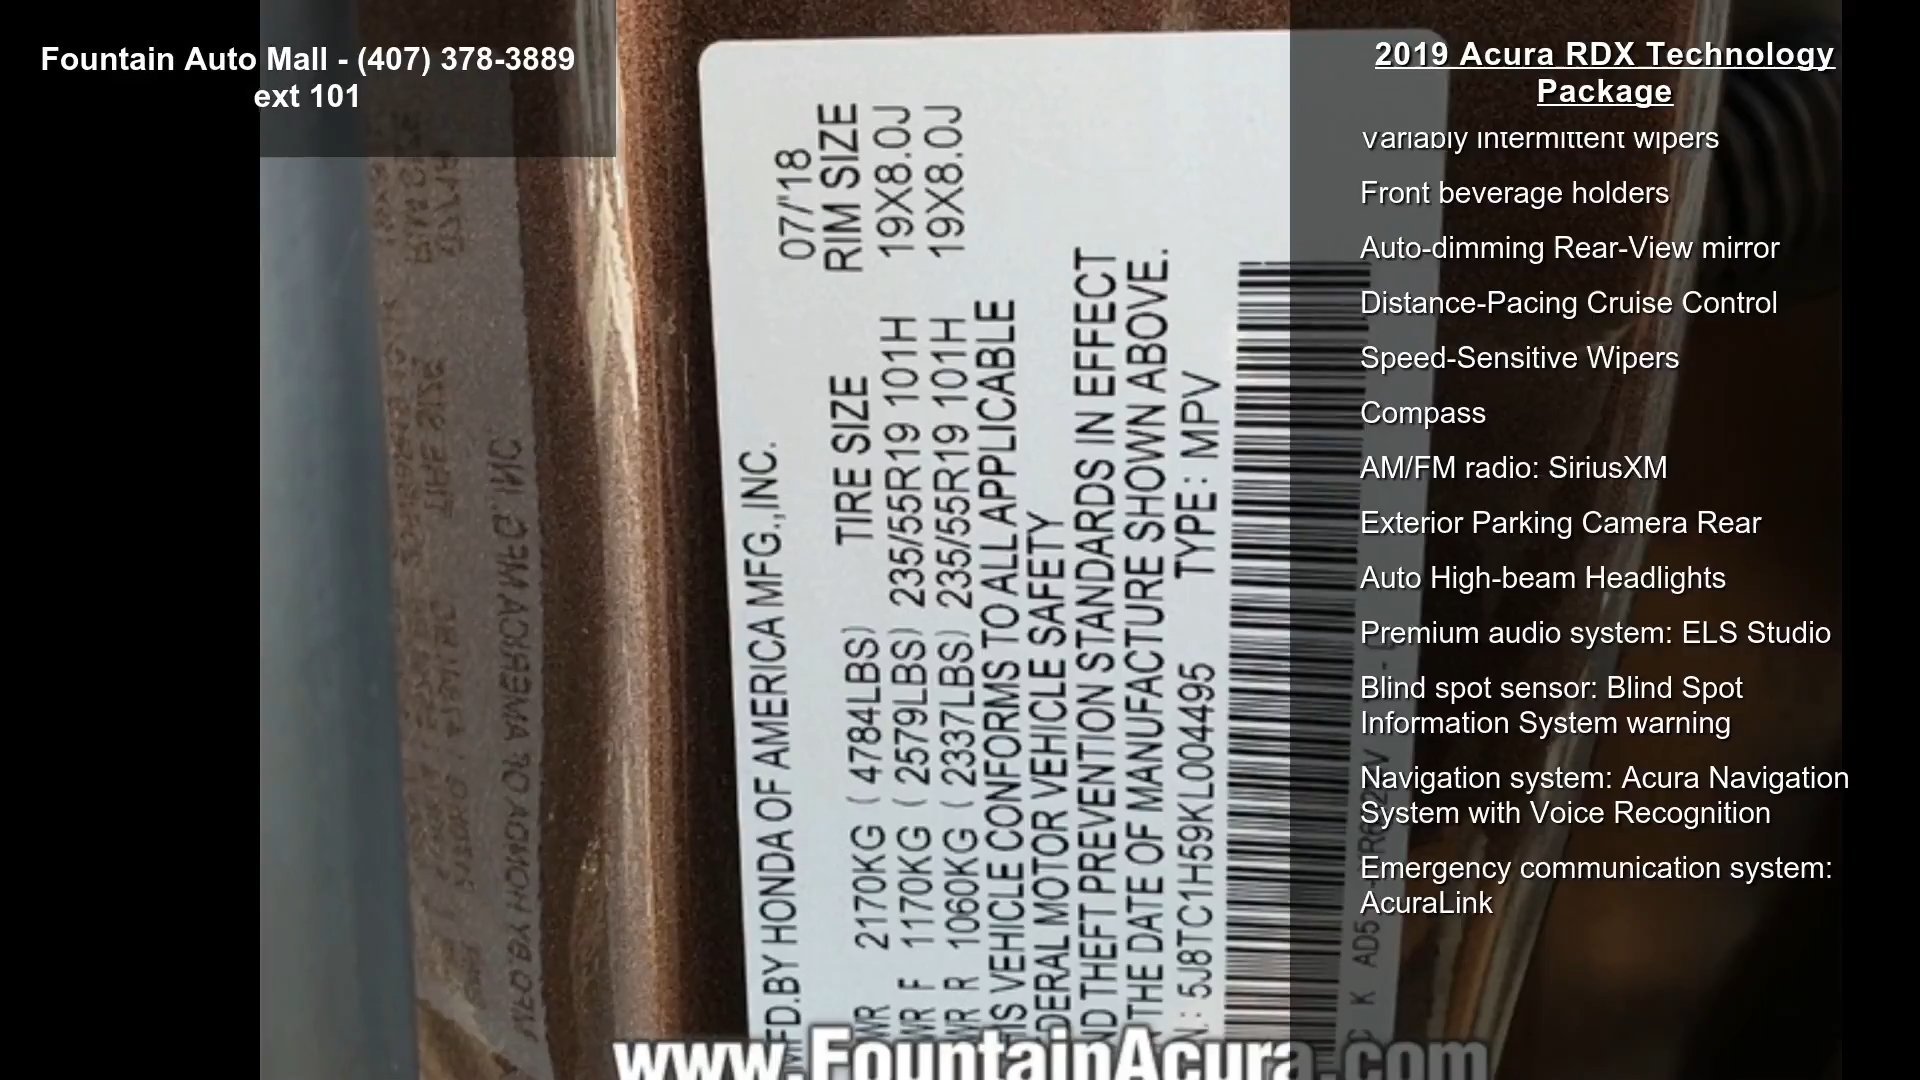 Fountain Auto Mall - (407) 378-3889
ext 101
2019 Acura RDX Technology
Package
Variably intermittent wipers
Front beverage holders
Auto-dimming Rear-View mirror
Distance-Pacing Cruise Control
Speed-Sensitive Wipers
Compass
AM/FM radio: SiriusXM
Exterior Parking Camera Rear
Auto High-beam Headlights
Premium audio system: ELS Studio
Blind spot sensor: Blind Spot
Information System warning
Navigation system: Acura Navigation
System with Voice Recognition
Emergency communication system:
AcuraLink
MFD.BY HONDA OF AMERICA MFG.,INC. 07/'18
TIRE SIZE RIM SIZE
2170KG ( 4784LBS) 235/55R19 101H 19X8.0J
F 1170KG ( 2579LBS) 235/55R19 101H 19X8.0J
R 1060KG ( 2337LBS)
VEHICLE CONFORMS TO ALL APPLICABLE
MOTOR VEHICLE SAFETY
THEFT PREVENTION STANDARDS IN EFFECT
THE DATE OF MANUFACTURE SHOWN ABOVE.
5J8TC1H59KL004495 TYPE: MPV
www.FountainAcura.com